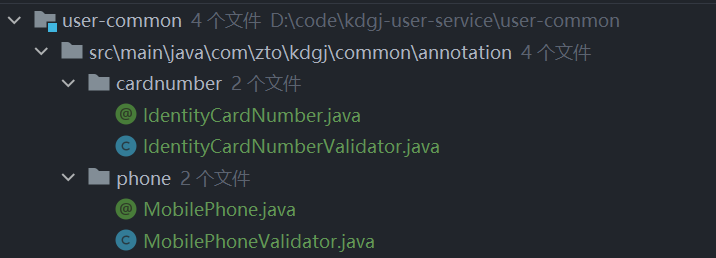 user-common 4 个文件 D:\code\kdgj-user-service\user-common
src\main\java\com\zto\kdgj\common\annotation 4 个文件
cardnumber 2 个文件
@ IdentityCardNumber.java
C IdentityCardNumberValidator.java
phone 2 个文件
@ MobilePhone.java
C MobilePhoneValidator.java